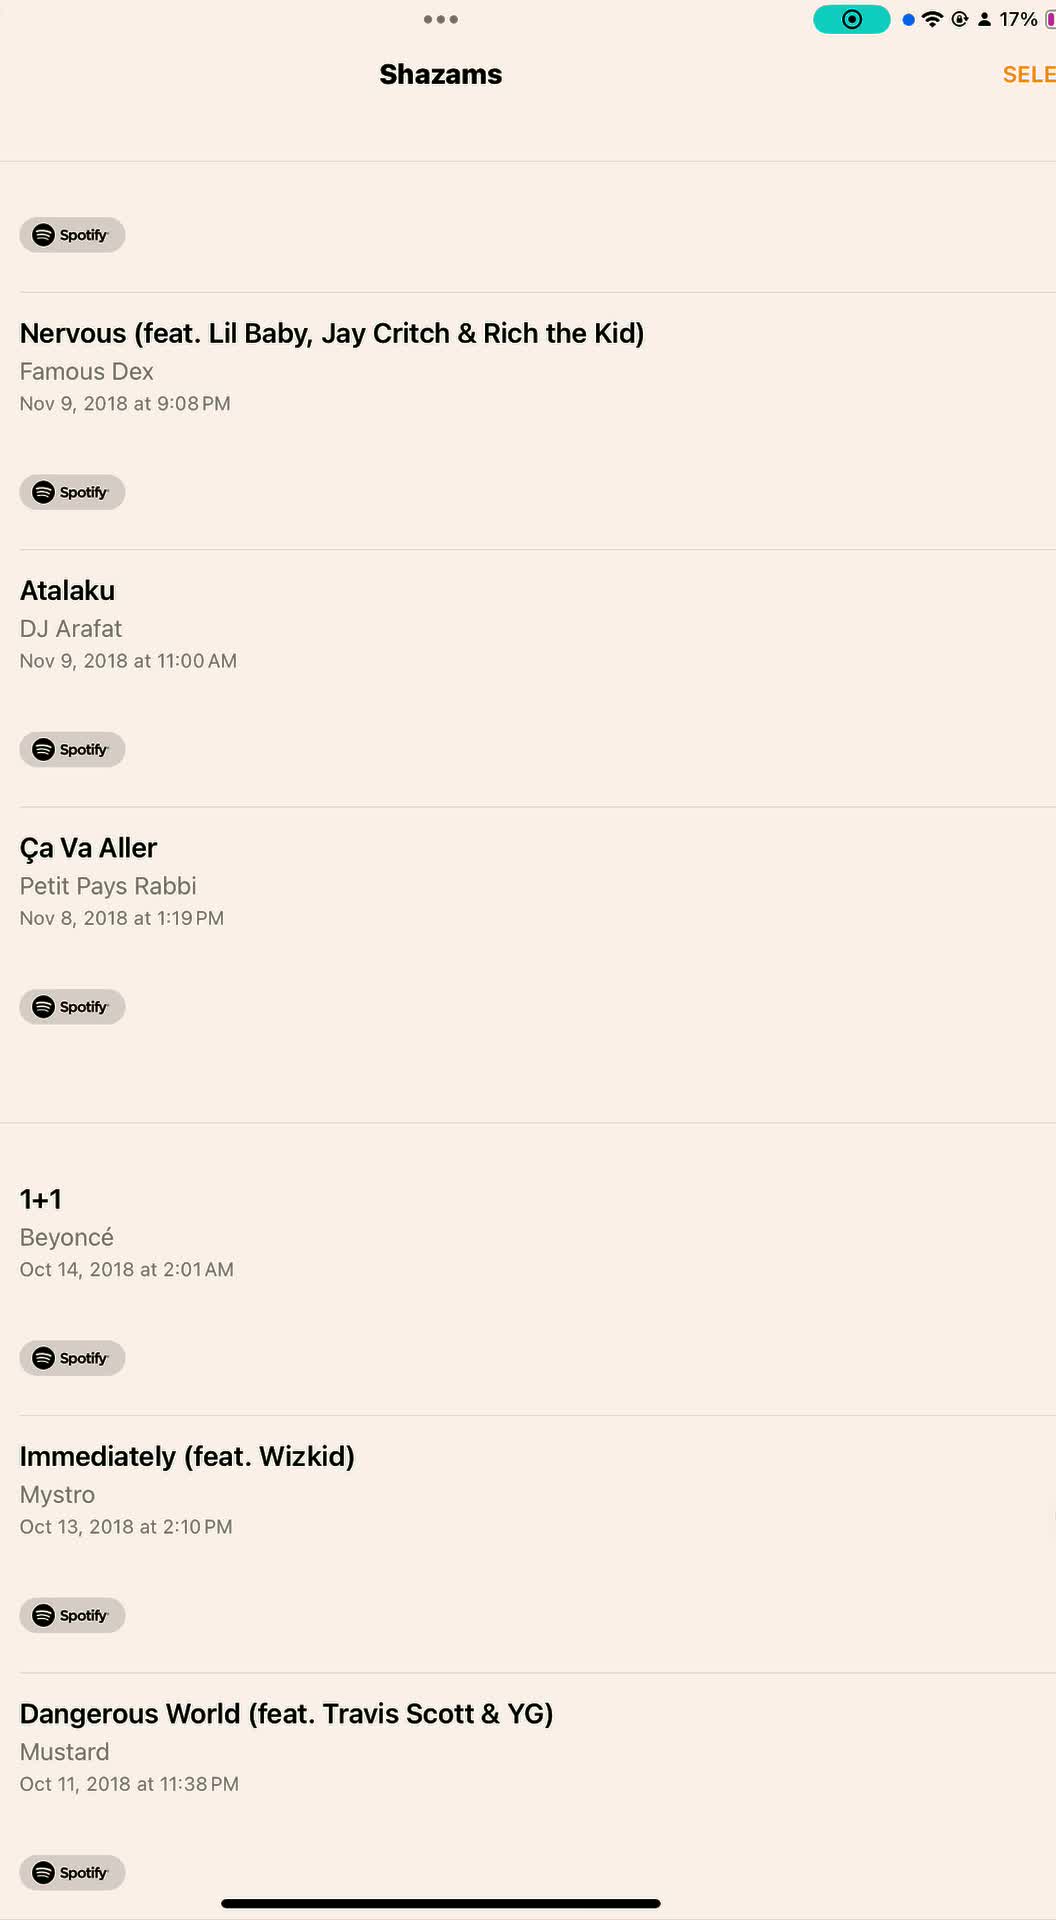 17%
Shazams
SELE
Spotify
Nervous (feat. Lil Baby, Jay Critch & Rich the Kid)
Famous Dex
Nov 9, 2018 at 9:08 PM
Spotify
Atalaku
DJ Arafat
Nov 9, 2018 at 11:00 AM
Spotify
Ça Va Aller
Petit Pays Rabbi
Nov 8, 2018 at 1:19 PM
Spotify
1+1
Beyoncé
Oct 14, 2018 at 2:01 AM
Spotify
Immediately (feat. Wizkid)
Mystro
Oct 13, 2018 at 2:10 PM
Spotify
Dangerous World (feat. Travis Scott & YG)
Mustard
Oct 11, 2018 at 11:38 PM
Spotify